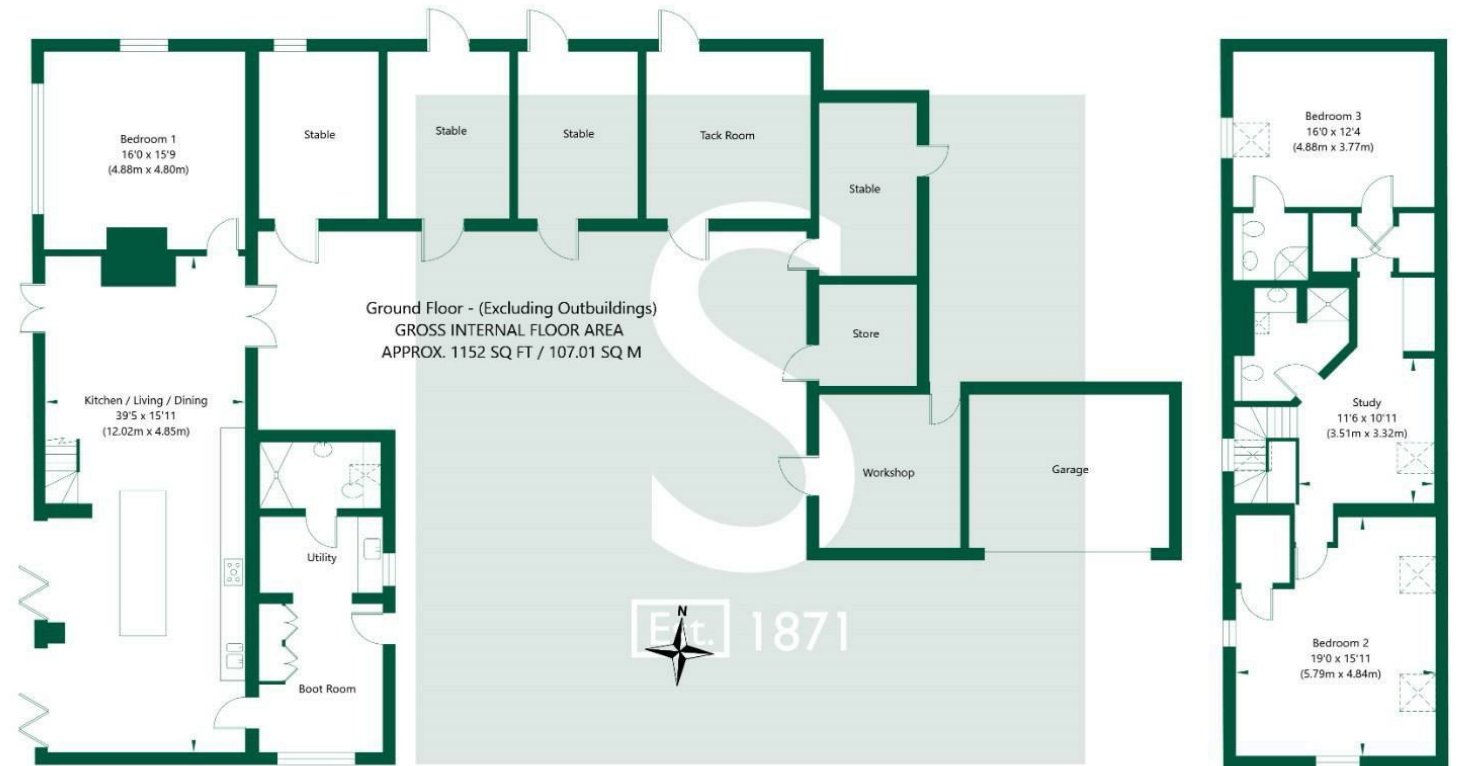 Bedroom 1
16'0 x 15'9
(4.88m x 4.80m)
Stable
Stable
Stable
Tack Room
Stable
Ground Floor - (Excluding Outbuildings)
GROSS INTERNAL FLOOR AREA
APPROX. 1152 SQ FT / 107.01 SQ M
Store
Kitchen / Living / Dining
39'5 x 15'11
(12.02m x 4.85m)
Workshop
Garage
Utility
Boot Room
S
Est. 1871
N
Bedroom 3
16'0 x 12'4
(4.88m x 3.77m)
Study
11'6 x 10'11
(3.51m x 3.32m)
Bedroom 2
19'0 x 15'11
(5.79m x 4.84m)